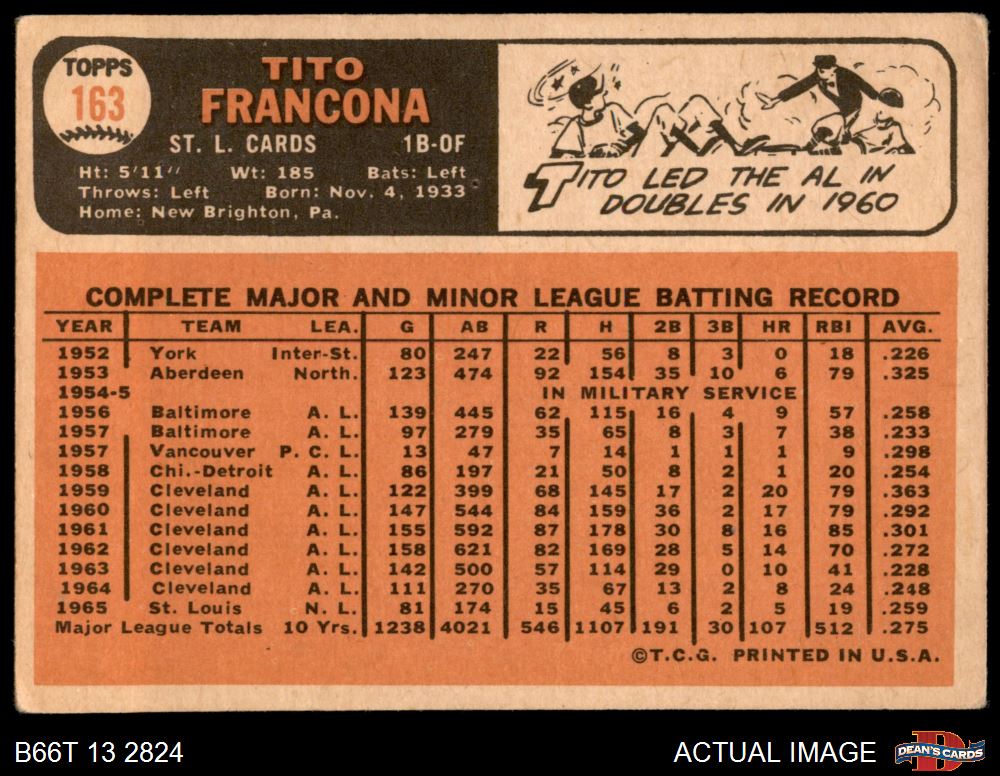 TOPPS
163
TITO
FRANCONA
ST. L. CARDS 1B-OF
Ht: 5'11" Wt: 185 Bats: Left
Throws: Left Born: Nov. 4, 1933
Home: New Brighton, Pa.
TITO LED THE AL IN
DOUBLES IN 1960
COMPLETE MAJOR AND MINOR LEAGUE BATTING RECORD
YEAR TEAM LEA. G AB R H 2B 3B HR RBI AVG.
1952 York Inter-St. 80 247 22 56 8 3 0 18 .226
1953 Aberdeen North. 123 474 92 154 35 10 6 79 .325
1954-5 IN MILITARY SERVICE
1956 Baltimore A. L. 139 445 62 115 16 4 9 57 .258
1957 Baltimore A. L. 97 279 35 65 8 3 7 38 .233
1957 Vancouver P. C. L. 13 47 7 14 1 1 1 9 .298
1958 Chi.-Detroit A. L. 86 197 21 50 8 2 1 20 .254
1959 Cleveland A. L. 122 399 68 145 17 2 20 79 .363
1960 Cleveland A. L. 147 544 84 159 36 2 17 79 .292
1961 Cleveland A. L. 155 592 87 178 30 8 16 85 .301
1962 Cleveland A. L. 158 621 82 169 28 5 14 70 .272
1963 Cleveland A. L. 142 500 57 114 29 0 10 41 .228
1964 Cleveland A. L. 111 270 35 67 13 2 8 24 .248
1965 St. Louis N. L. 81 174 15 45 6 2 5 19 .259
Major League Totals 10 Yrs. 1238 4021 546 1107 191 30 107 512 .275
©T.C.G. PRINTED IN U.S.A.
B66T 13 2824 ACTUAL IMAGE DEAN'S CARDS